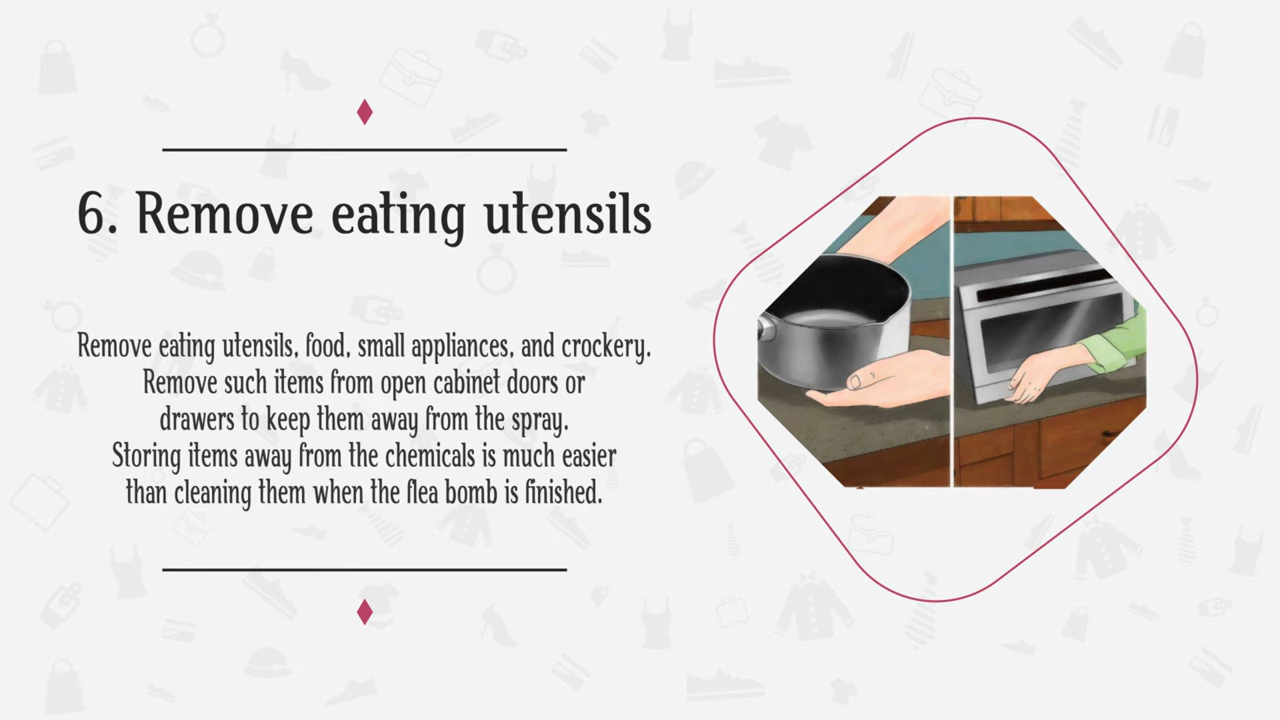 6. Remove eating utensils
Remove eating utensils, food, small appliances, and crockery.
Remove such items from open cabinet doors or
drawers to keep them away from the spray.
Storing items away from the chemicals is much easier
than cleaning them when the flea bomb is finished.